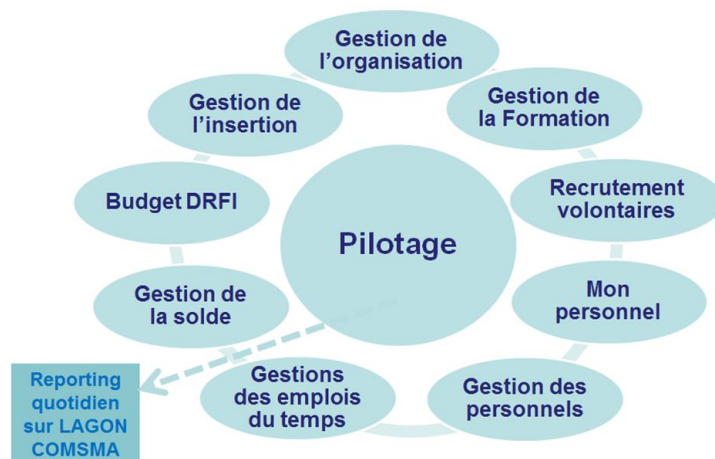 Gestion de
l'organisation
Gestion de
la Formation
Recrutement
volontaires
Mon
personnel
Gestion des
personnels
Gestions
des emplois
du temps
Gestion de
la solde
Budget DRFI
Gestion de
l'insertion
Pilotage
Reporting
quotidien
sur LAGON
COMSMA